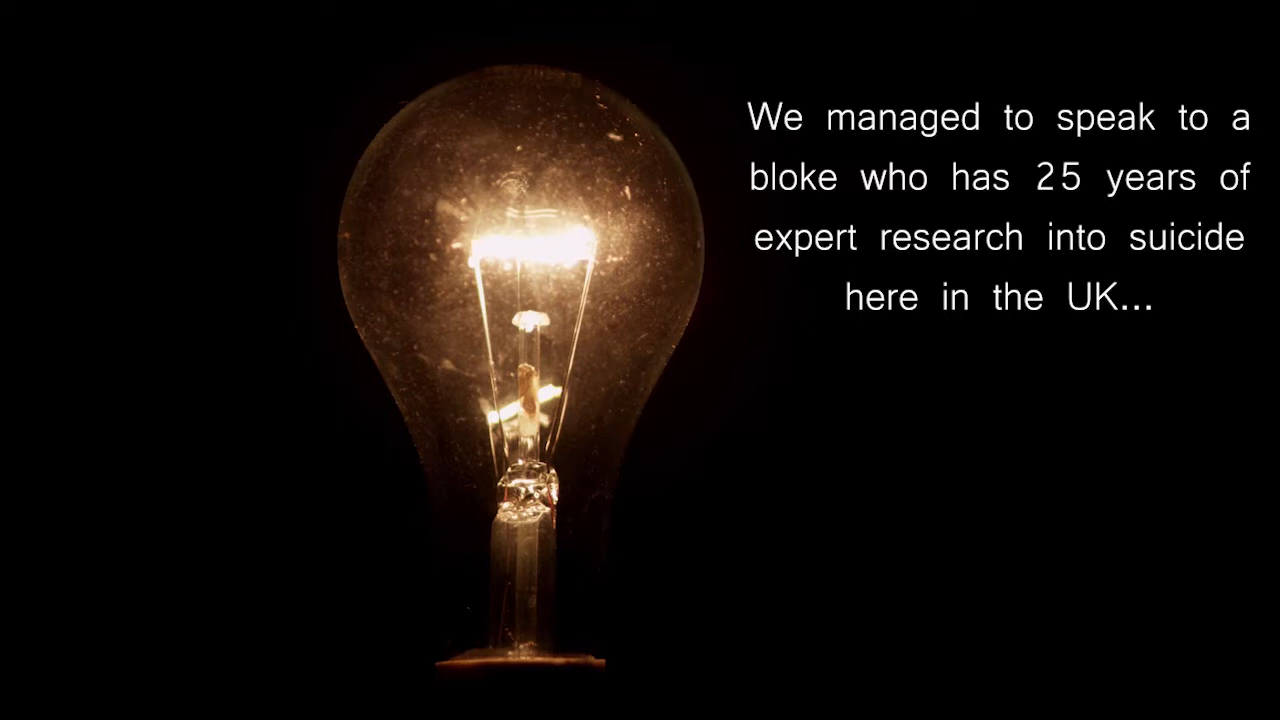 We managed to speak to a
bloke who has 25 years of
expert research into suicide
here in the UK...